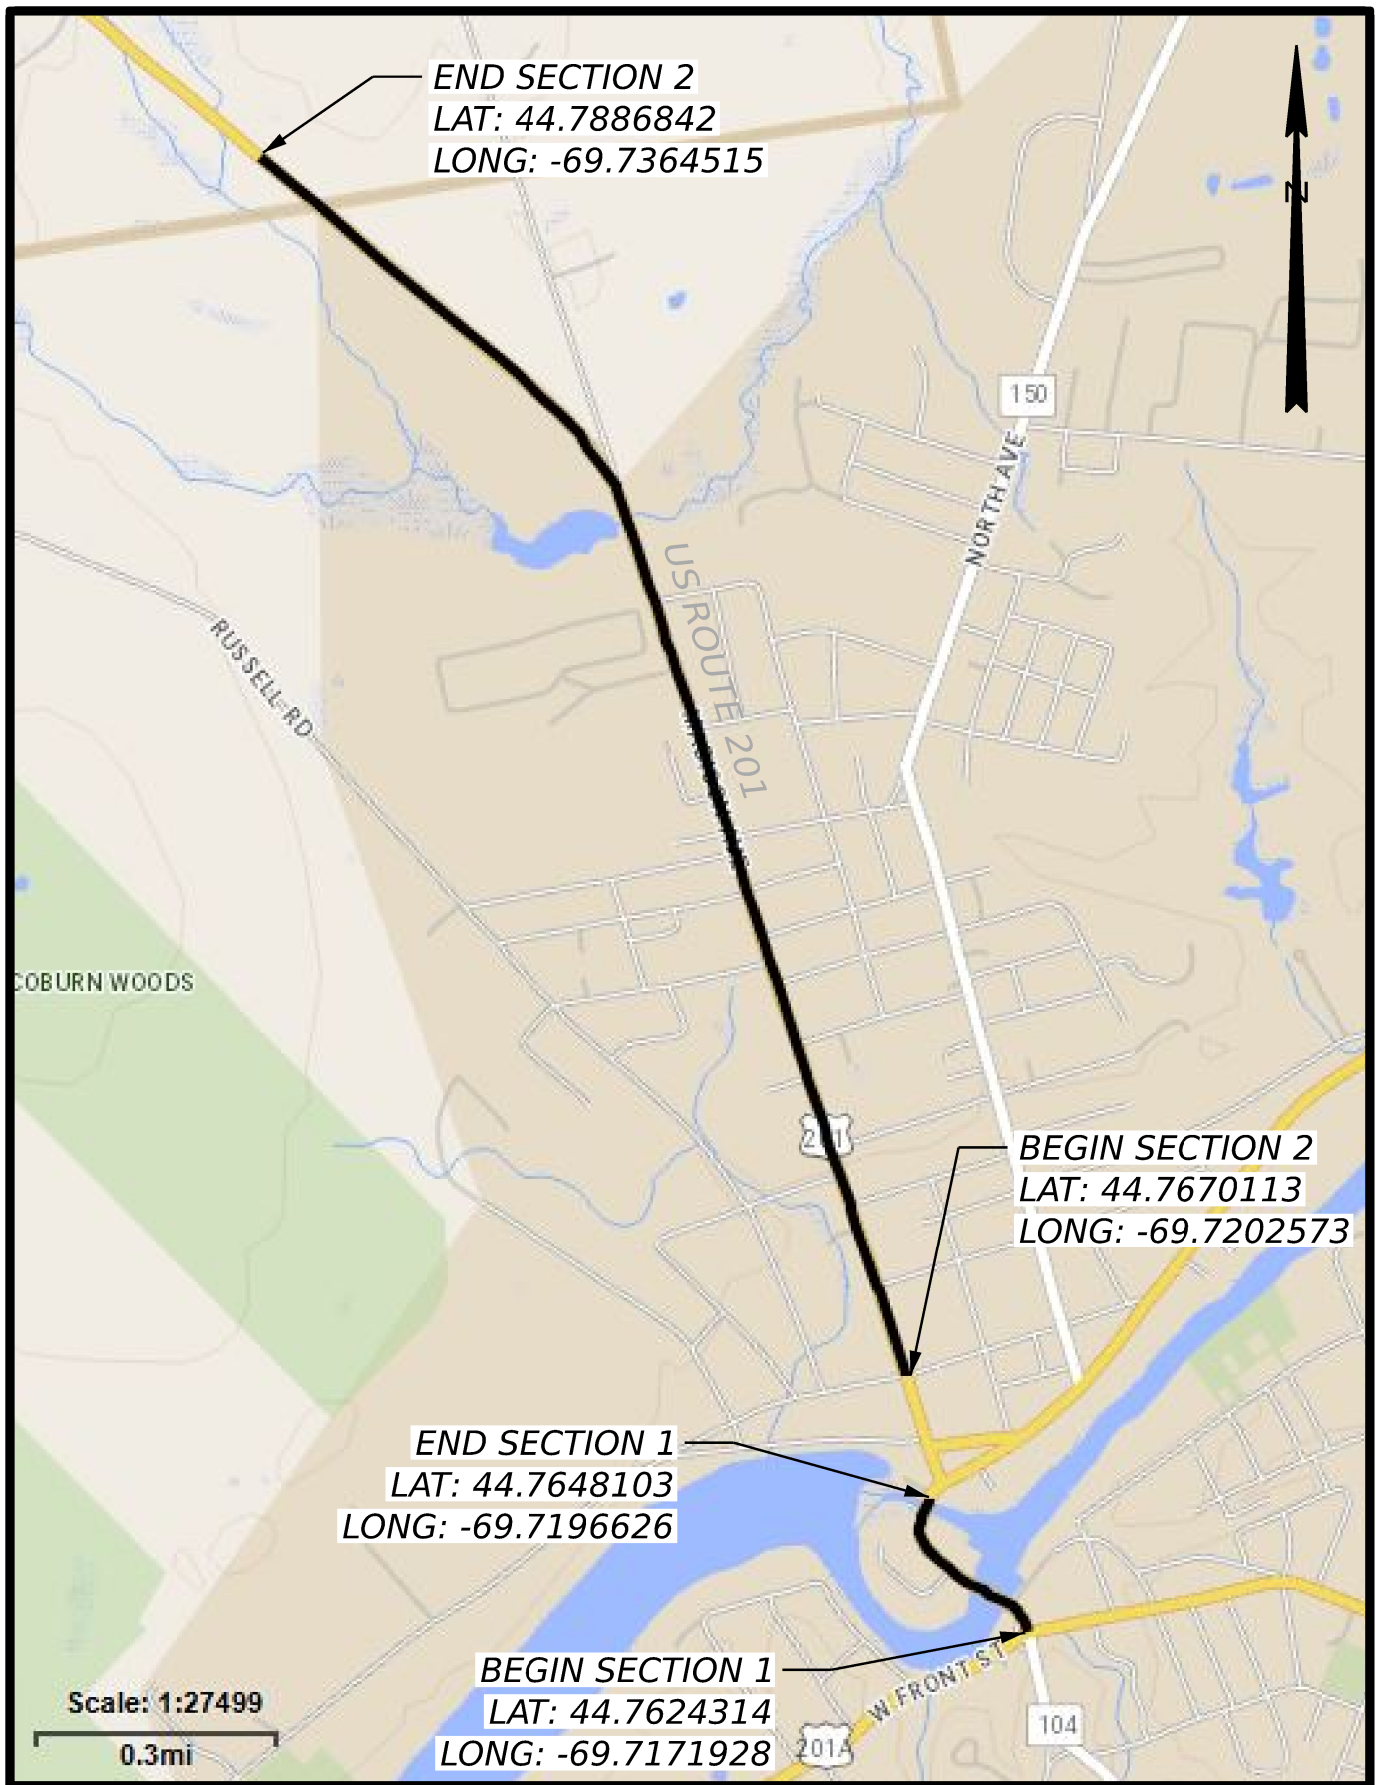 END SECTION 2
LAT: 44.7886842
LONG: -69.7364515
N
150
NORTH AVE
US ROUTE 201
RUSSELL RD
COBURN WOODS
201
BEGIN SECTION 2
LAT: 44.7670113
LONG: -69.7202573
END SECTION 1
LAT: 44.7648103
LONG: -69.7196626
BEGIN SECTION 1
LAT: 44.7624314
LONG: -69.7171928
W FRONT ST
104
201A
Scale: 1:27499
0.3mi